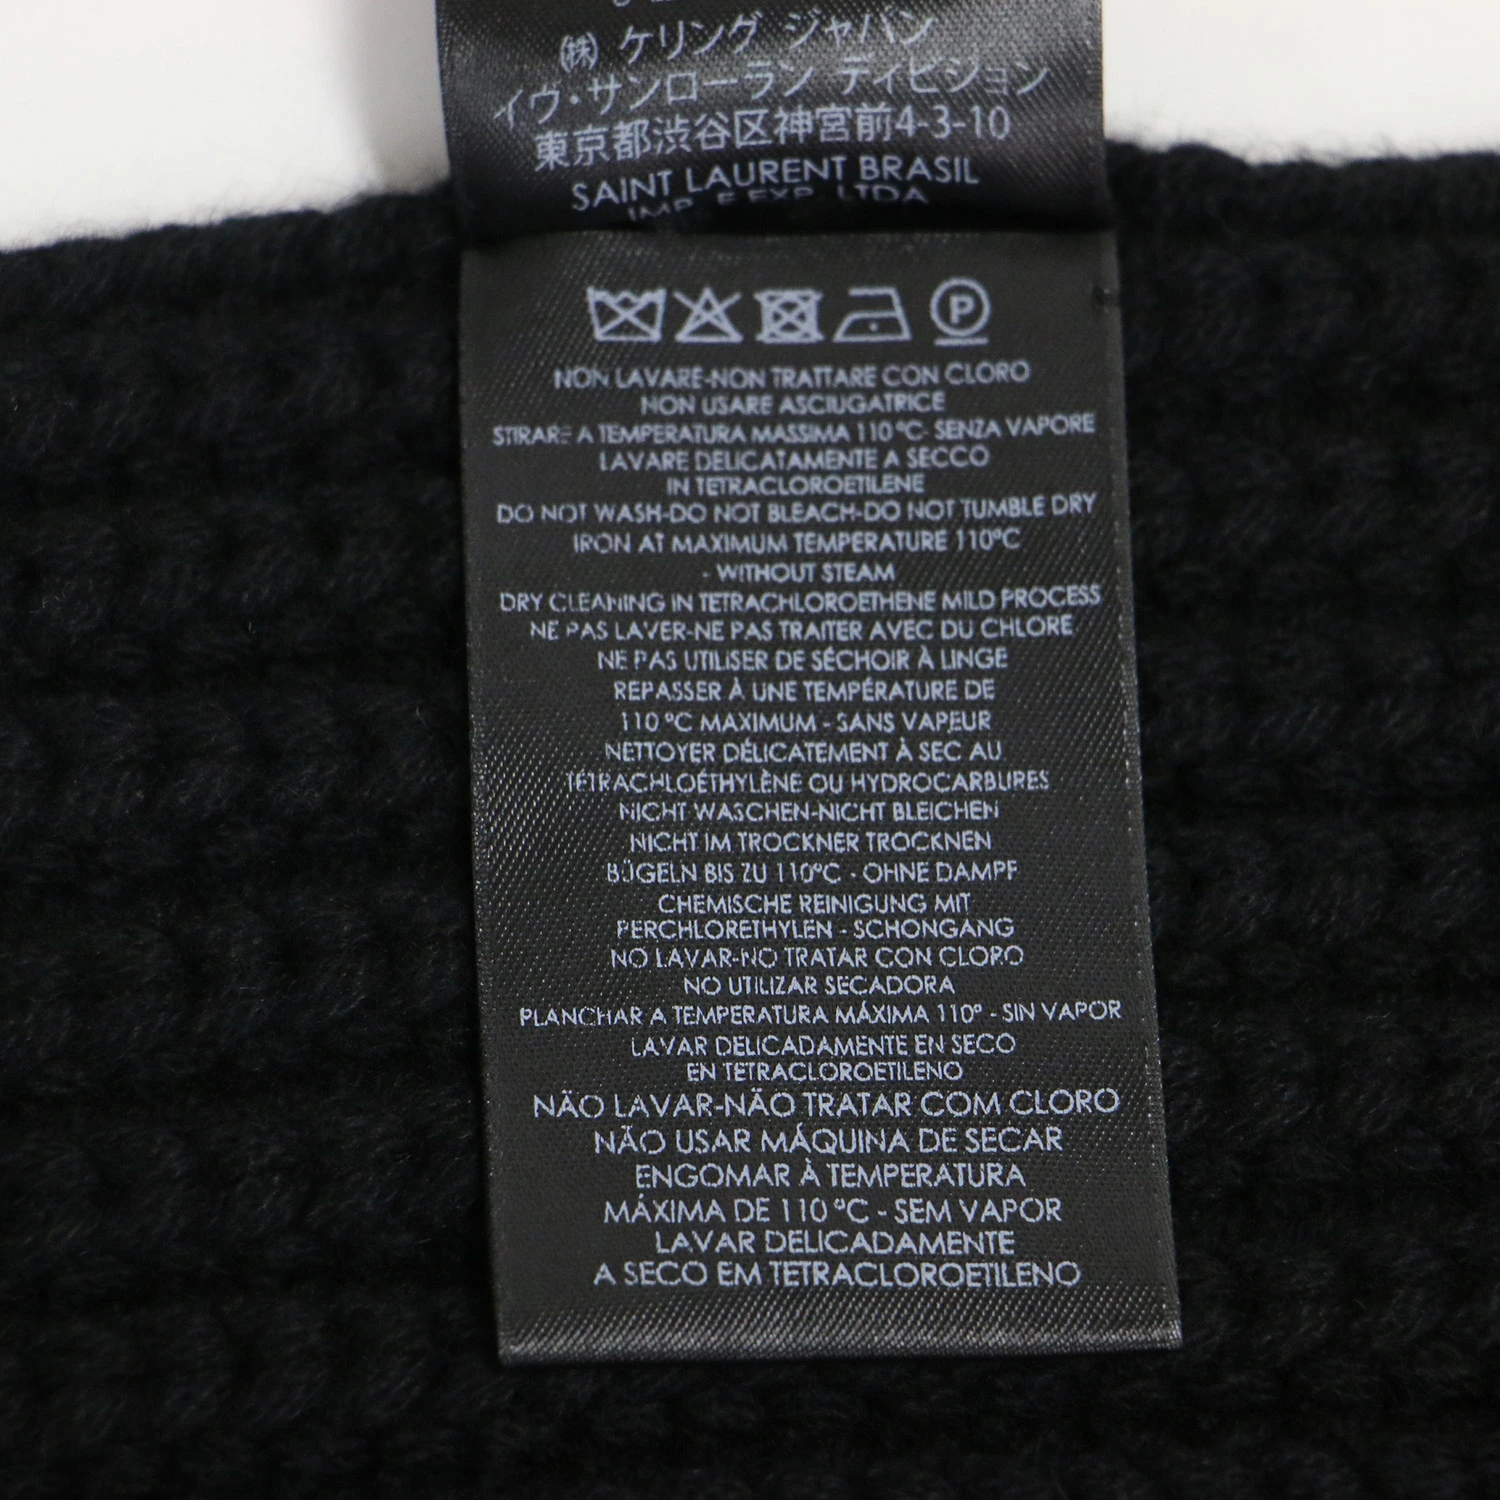 ㈱ ケリング ジャパン
イヴ・サンローラン ディビジョン
東京都渋谷区神宮前4-3-10
SAINT LAURENT BRASIL
IMP. E EXP. LTDA
P
NON LAVARE-NON TRATTARE CON CLORO
NON USARE ASCIUGATRICE
STIRARE A TEMPERATURA MASSIMA 110°C- SENZA VAPORE
LAVARE DELICATAMENTE A SECCO
IN TETRACLOROETILENE
DO NOT WASH-DO NOT BLEACH-DO NOT TUMBLE DRY
IRON AT MAXIMUM TEMPERATURE 110°C
- WITHOUT STEAM
DRY CLEANING IN TETRACHLOROETHENE MILD PROCESS
NE PAS LAVER-NE PAS TRAITER AVEC DU CHLORE
NE PAS UTILISER DE SÉCHOIR À LINGE
REPASSER À UNE TEMPÉRATURE DE
110 °C MAXIMUM - SANS VAPEUR
NETTOYER DÉLICATEMENT À SEC AU
TÉTRACHLOÉTHYLÈNE OU HYDROCARBURES
NICHT WASCHEN-NICHT BLEICHEN
NICHT IM TROCKNER TROCKNEN
BÜGELN BIS ZU 110°C - OHNE DAMPF
CHEMISCHE REINIGUNG MIT
PERCHLORETHYLEN - SCHONGANG
NO LAVAR-NO TRATAR CON CLORO
NO UTILIZAR SECADORA
PLANCHAR A TEMPERATURA MÁXIMA 110° - SIN VAPOR
LAVAR DELICADAMENTE EN SECO
EN TETRACLOROETILENO
NÃO LAVAR-NÃO TRATAR COM CLORO
NÃO USAR MÁQUINA DE SECAR
ENGOMAR À TEMPERATURA
MÁXIMA DE 110 °C - SEM VAPOR
LAVAR DELICADAMENTE
A SECO EM TETRACLOROETILENO